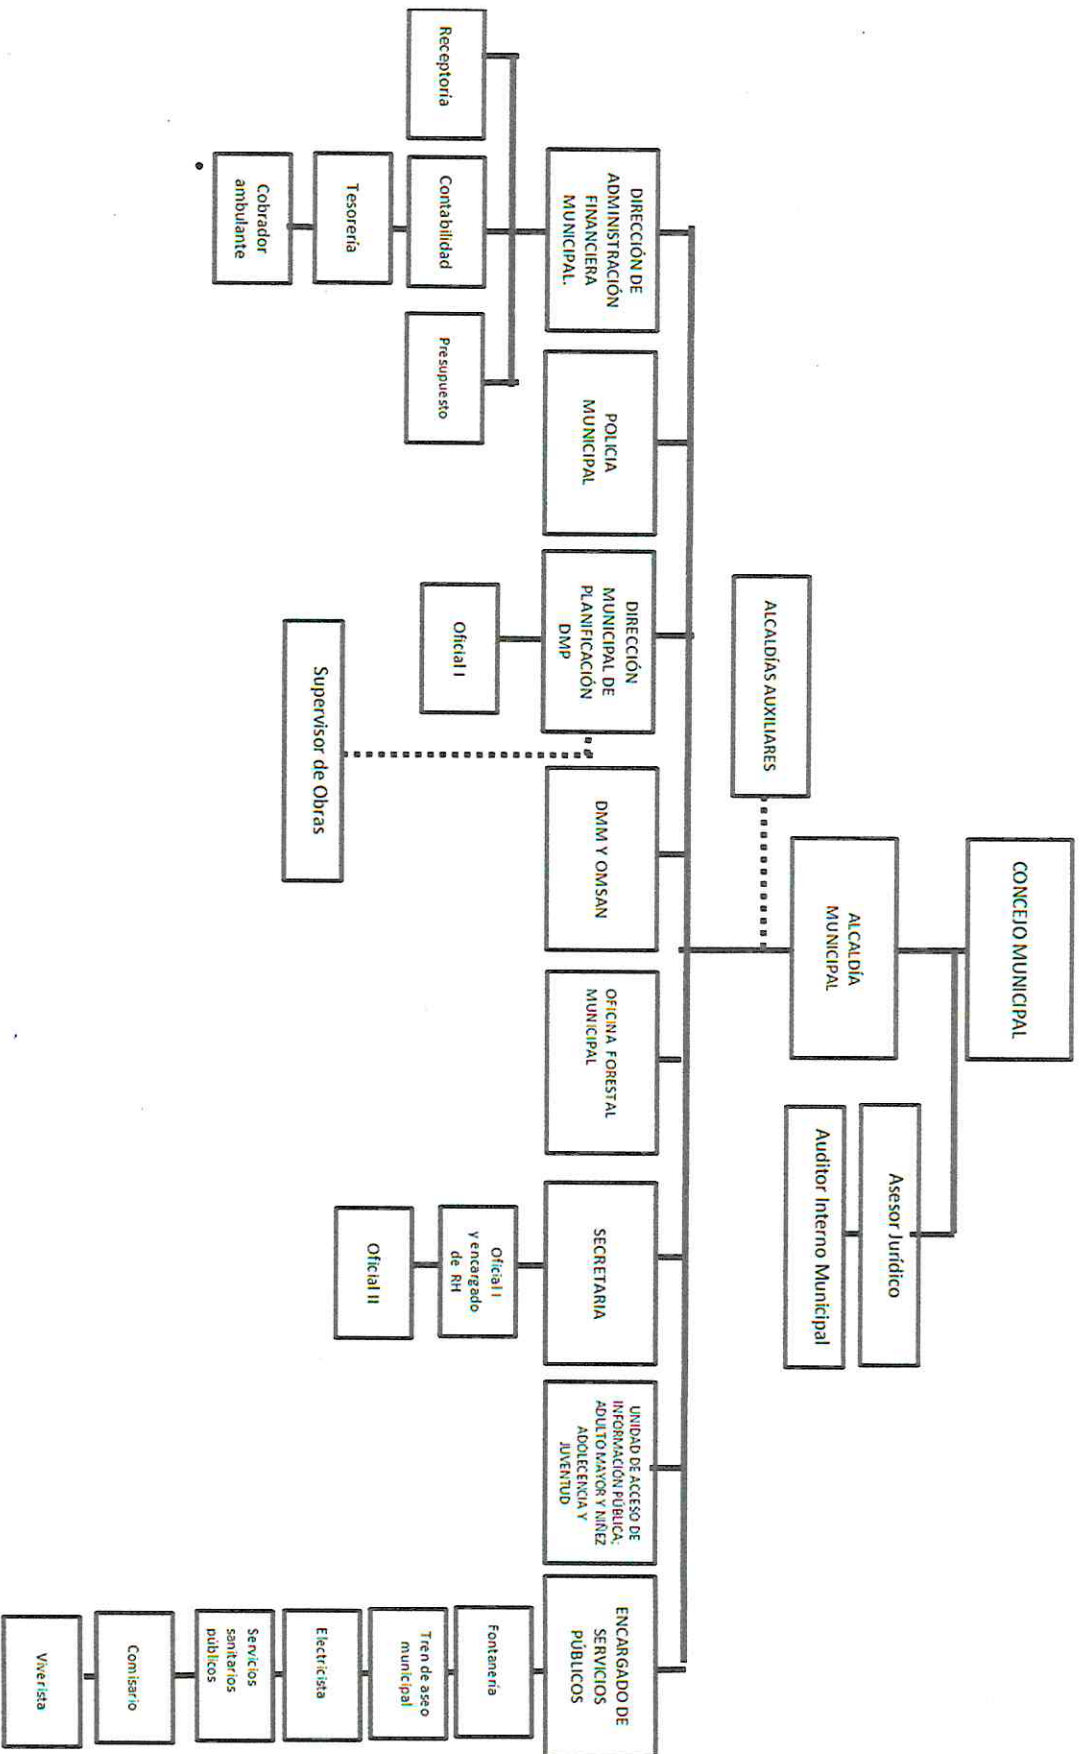 CONCEJO MUNICIPAL
ALCALDÍA
MUNICIPAL
Asesor Jurídico
Auditor Interno Municipal
ALCALDÍAS AUXILIARES
DIRECCIÓN DE
ADMINISTRACIÓN
FINANCIERA
MUNICIPAL.
POLICIA
MUNICIPAL
DIRECCIÓN
MUNICIPAL DE
PLANIFICACIÓN
DMP
DMM Y OMSAN
OFICINA FORESTAL
MUNICIPAL
SECRETARIA
UNIDAD DE ACCESO DE
INFORMACIÓN PÚBLICA;
ADULTO MAYOR Y NIÑEZ
ADOLECENCIA Y
JUVENTUD
ENCARGADO DE
SERVICIOS
PÚBLICOS
Receptoria
Contabilidad
Presupuesto
Tesorería
Cobrador
ambulante
Oficial I
Supervisor de Obras
Oficial I
y encargado
de RH
Oficial II
Fontanería
Tren de aseo
municipal
Electricista
Servicios
sanitarios
públicos
Comisario
Viverista